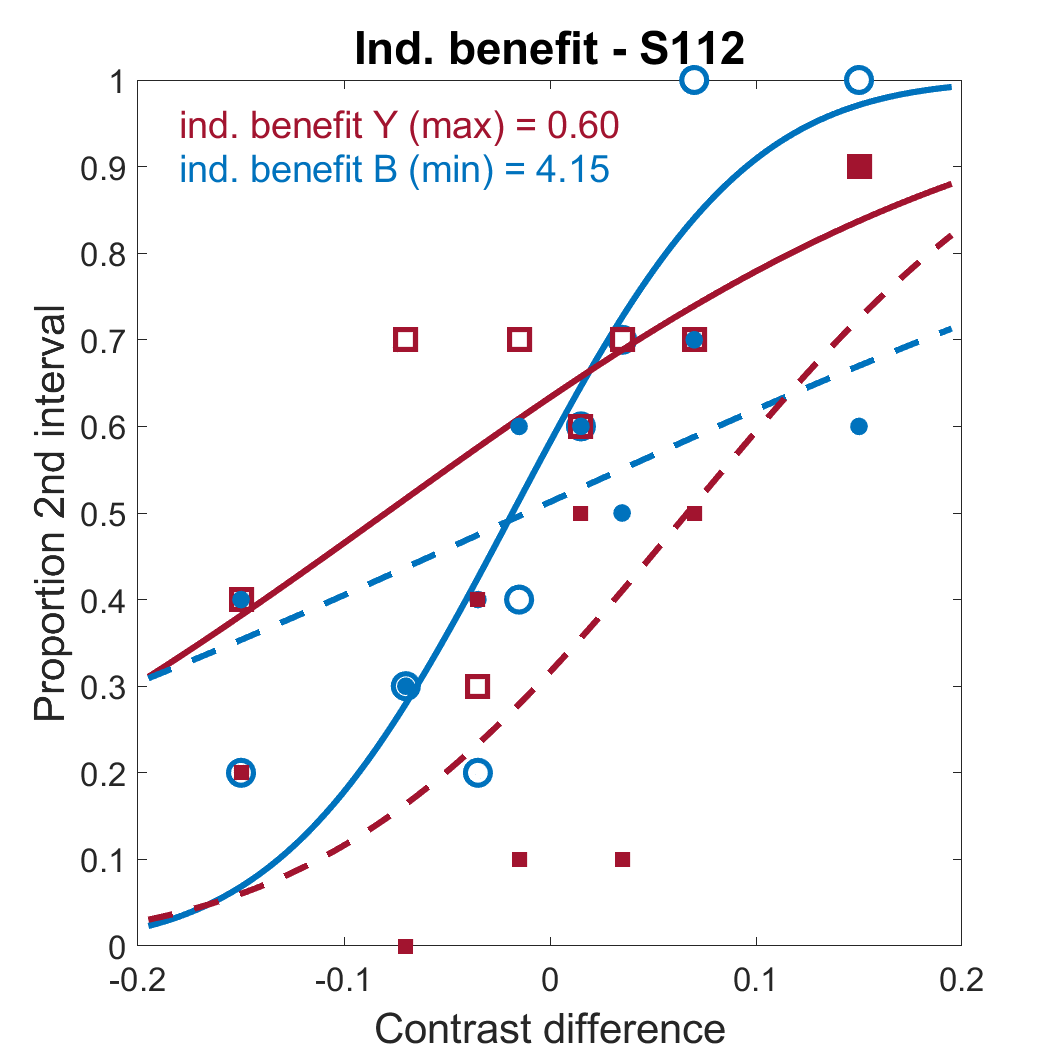 Ind. benefit - S112
ind. benefit Y (max) = 0.60
ind. benefit B (min) = 4.15
Proportion 2nd interval
1
0.9
0.8
0.7
0.6
0.5
0.4
0.3
0.2
0.1
0
-0.2 -0.1 0 0.1 0.2
Contrast difference